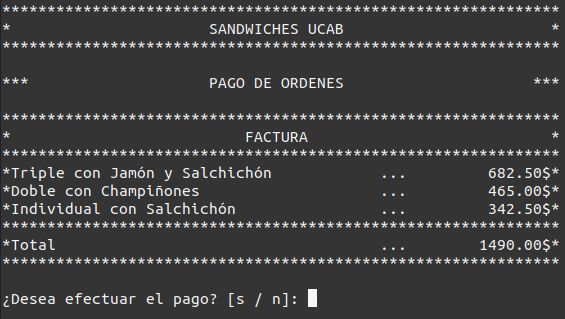 **************************************************************
*                      SANDWICHES UCAB                       *
**************************************************************
***                    PAGO DE ORDENES                     ***
**************************************************************
*                          FACTURA                           *
**************************************************************
*Triple con Jamón y Salchichón            ...         682.50$*
*Doble con Champiñones                    ...         465.00$*
*Individual con Salchichón                ...         342.50$*
**************************************************************
*Total                                    ...        1490.00$*
**************************************************************
¿Desea efectuar el pago? [s / n]: